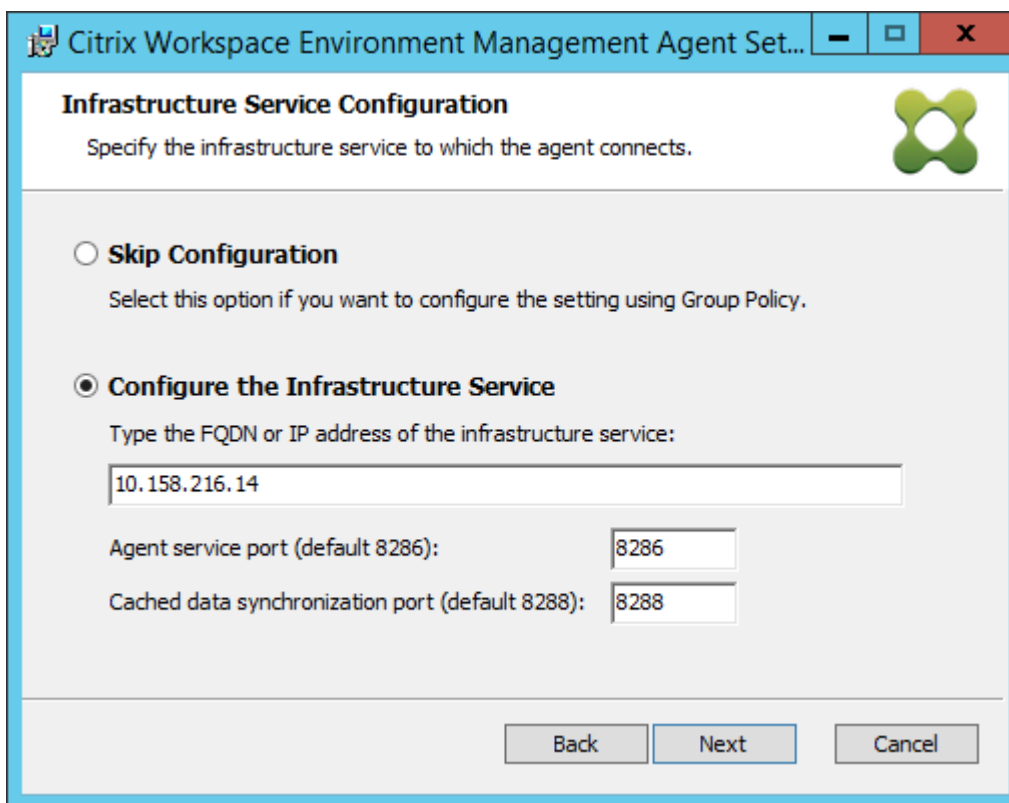 Citrix Workspace Environment Management Agent Set...
Infrastructure Service Configuration
Specify the infrastructure service to which the agent connects.
Skip Configuration
Select this option if you want to configure the setting using Group Policy.
Configure the Infrastructure Service
Type the FQDN or IP address of the infrastructure service:
10.158.216.14
Agent service port (default 8286): 8286
Cached data synchronization port (default 8288): 8288
Back Next Cancel